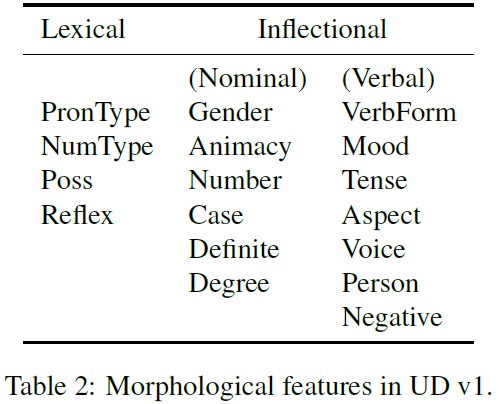 Lexical Inflectional
(Nominal) (Verbal)
PronType Gender VerbForm
NumType Animacy Mood
Poss Number Tense
Reflex Case Aspect
Definite Voice
Degree Person
Negative
Table 2: Morphological features in UD v1.